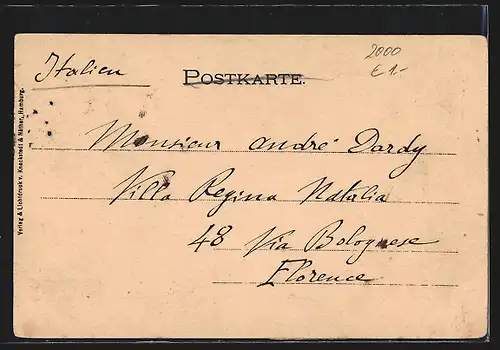 Italien
POSTKARTE.
2000
€ 1.-
Monsieur André Dardy
Villa Regina Natalia
48 Via Bolognese
Florence
Verlag & Lichtdruck v. Knackstedt & Näther, Hamburg.